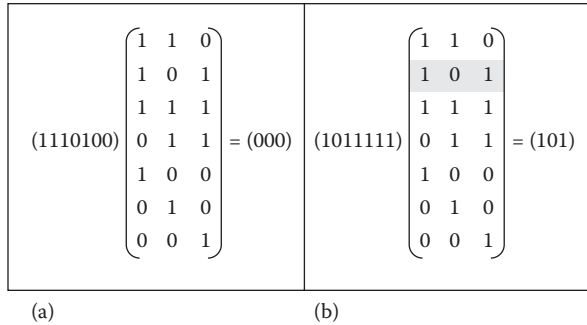 1 1 0 1 1 0
1 0 1 1 0 1
1 1 1 1 1 1
(1110100) 0 1 1 = (000) (1011111) 0 1 1 = (101)
1 0 0 1 0 0
0 1 0 0 1 0
0 0 1 0 0 1
(a) (b)